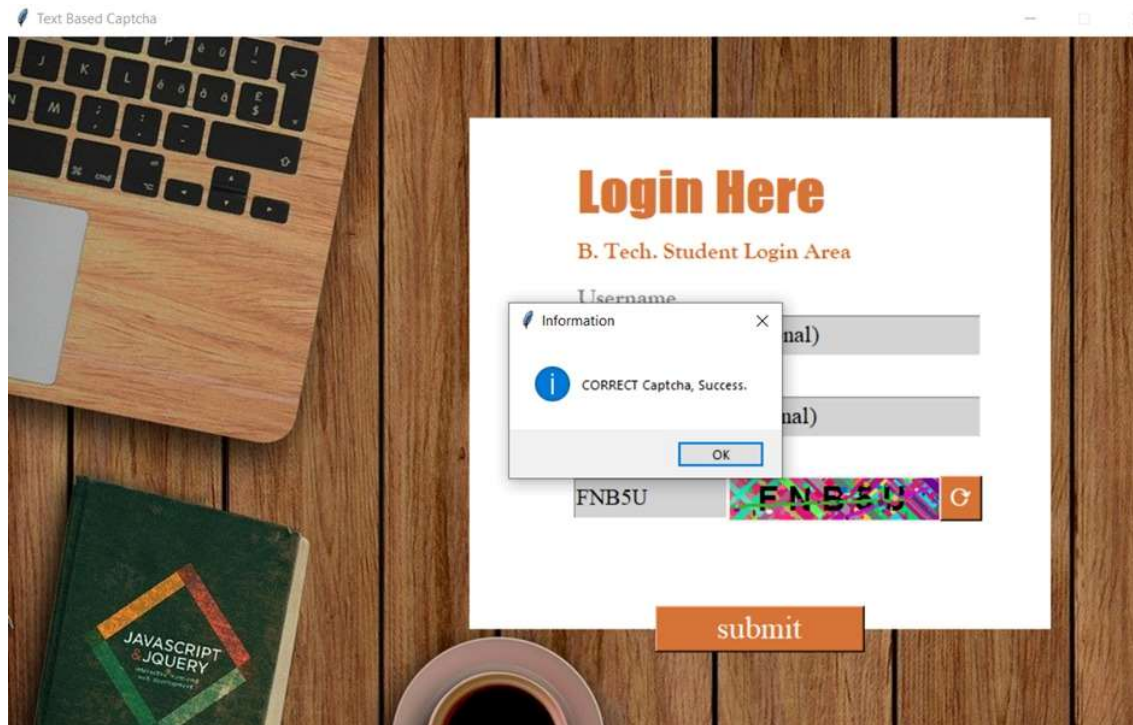 Text Based Captcha
Login Here
B. Tech. Student Login Area
Username
Information
nal)
CORRECT Captcha, Success.
nal)
OK
FNB5U
FNB5U
submit
J K L é ò à ù £ $
M ; : -
⌘ cmd
JAVASCRIPT
& JQUERY